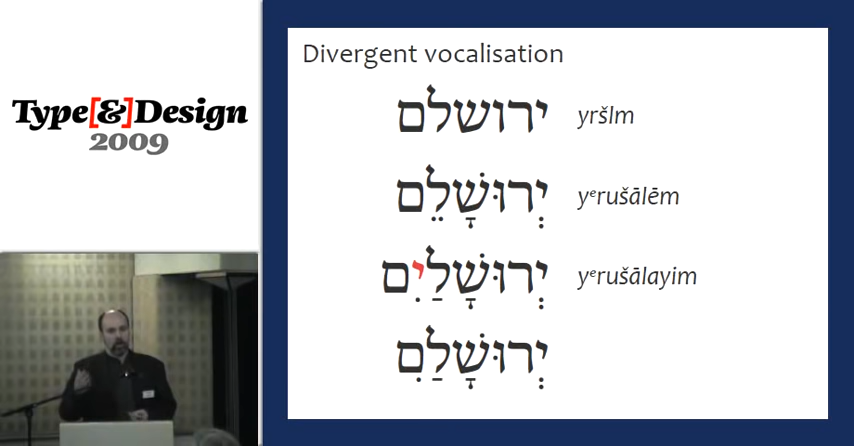 Type[&]Design
2009
Divergent vocalisation
ירושלם yršlm
יְרוּשָׁלֵם yᵉrušālēm
יְרוּשָׁלַיִם yᵉrušālayim
יְרוּשָׁלִַם